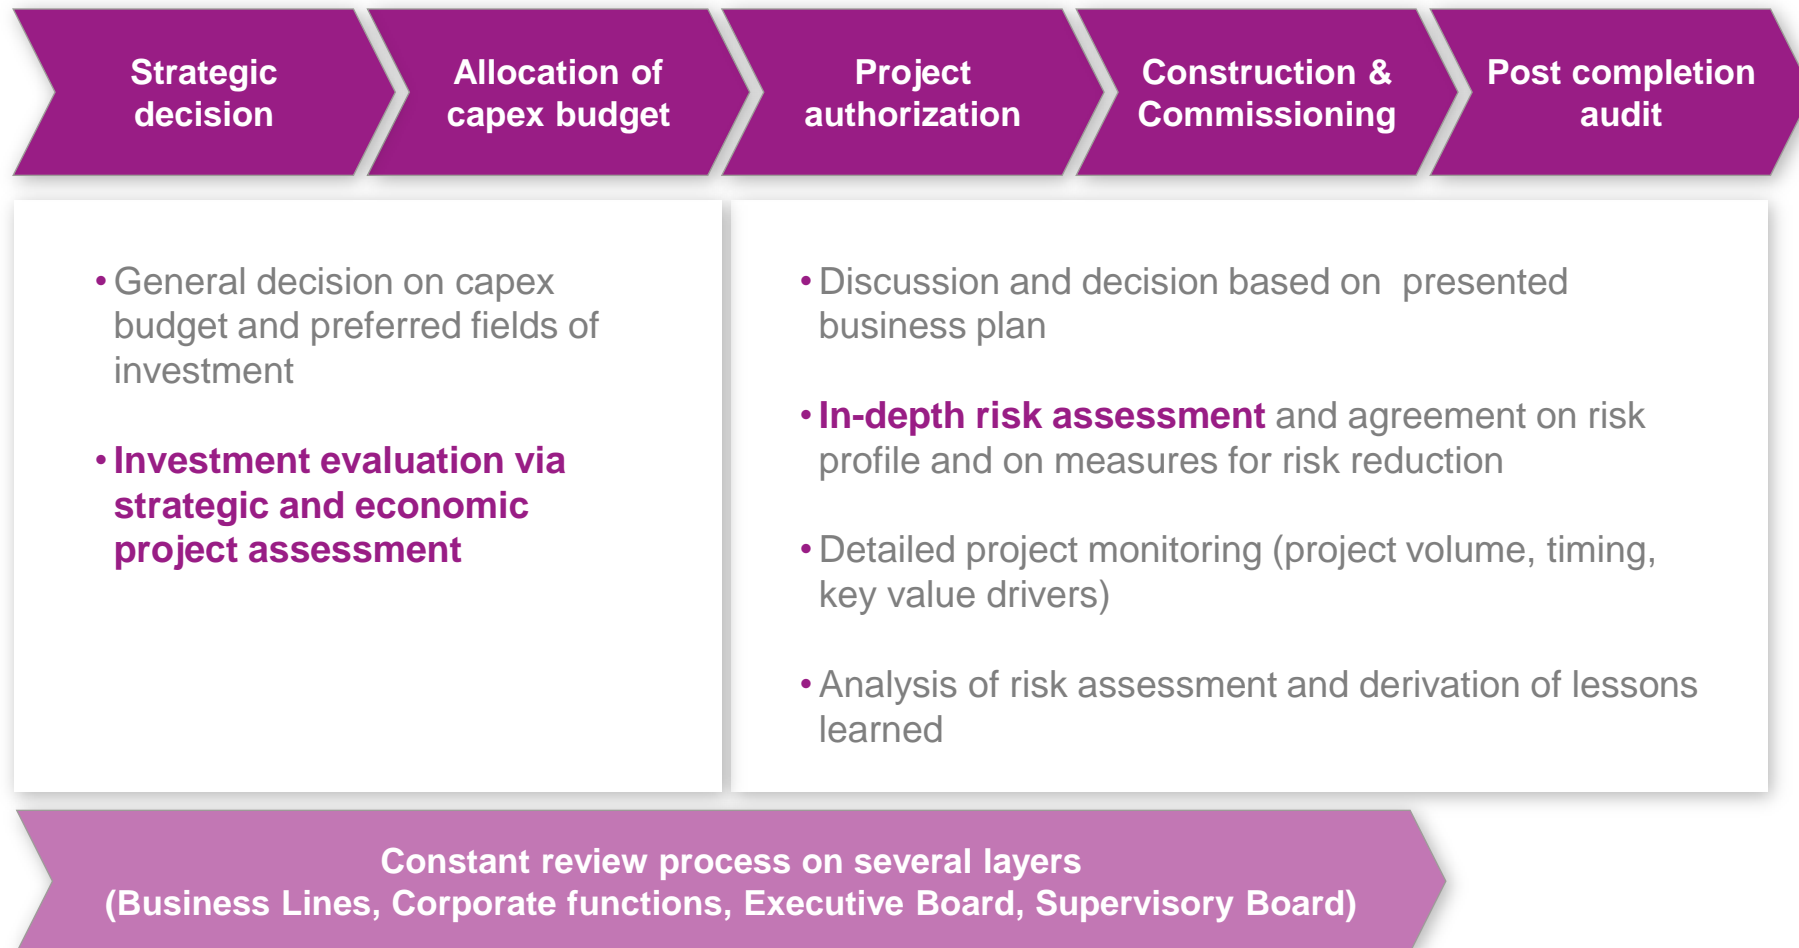 Strategic
decision
Allocation of
capex budget
Project
authorization
Construction &
Commissioning
Post completion
audit
• General decision on capex
budget and preferred fields of
investment
• Investment evaluation via
strategic and economic
project assessment
• Discussion and decision based on  presented
business plan
• In-depth risk assessment and agreement on risk
profile and on measures for risk reduction
• Detailed project monitoring (project volume, timing,
key value drivers)
• Analysis of risk assessment and derivation of lessons
learned
Constant review process on several layers
(Business Lines, Corporate functions, Executive Board, Supervisory Board)